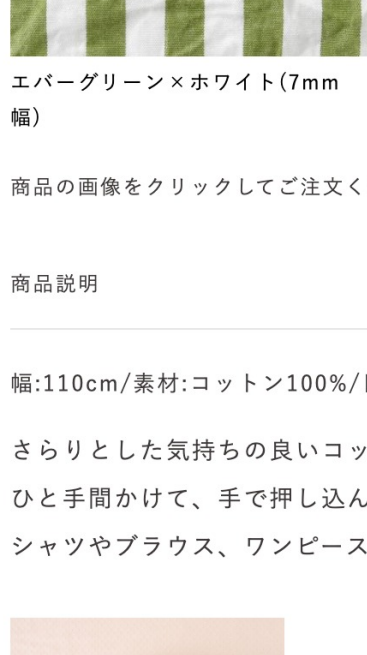 エバーグリーン×ホワイト(7mm
幅)
商品の画像をクリックしてご注文く
商品説明
幅:110cm/素材:コットン100%/
さらりとした気持ちの良いコッ
ひと手間かけて、手で押し込ん
シャツやブラウス、ワンピース